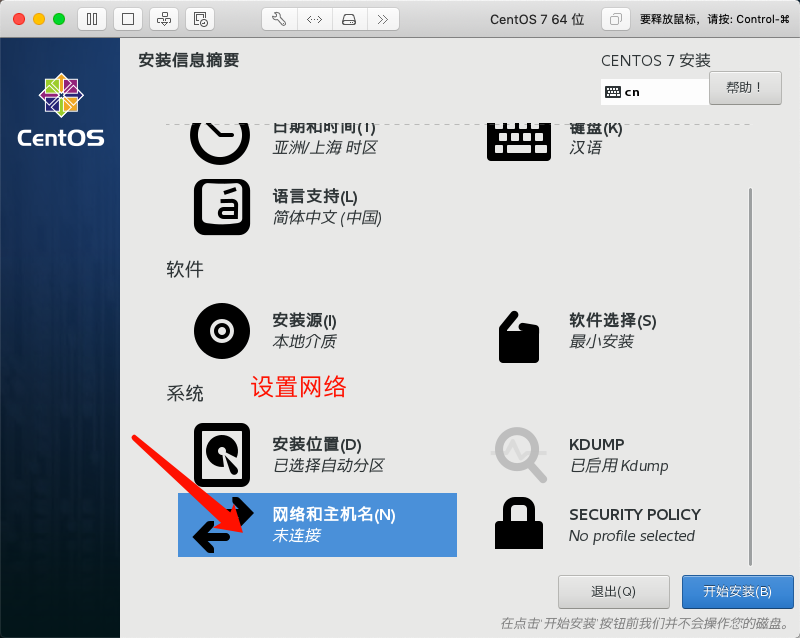 CentOS 7 64 位
要释放鼠标，请按: Control-⌘
安装信息摘要
CENTOS 7 安装
cn
帮助！
CentOS
日期和时间(T)
亚洲/上海 时区
键盘(K)
汉语
语言支持(L)
简体中文 (中国)
软件
安装源(I)
本地介质
软件选择(S)
最小安装
系统
设置网络
安装位置(D)
已选择自动分区
KDUMP
已启用 Kdump
网络和主机名(N)
未连接
SECURITY POLICY
No profile selected
退出(Q)
开始安装(B)
在点击'开始安装'按钮前我们并不会操作您的磁盘。